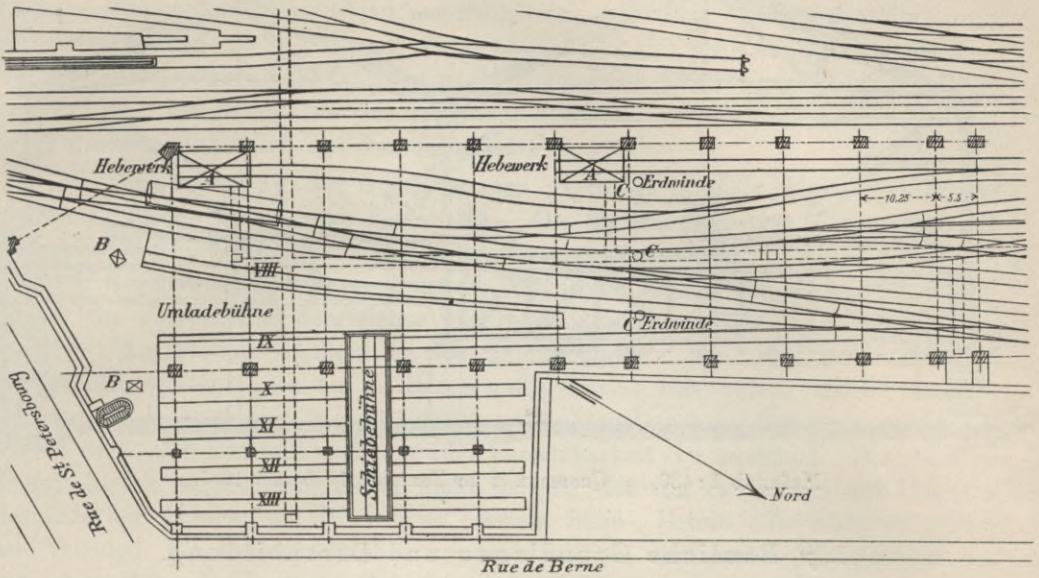 Hebewerk
A
Hebewerk
A
C
Erdwinde
10.25
5.5
B
C
VIII
Umladebühne
C
Erdwinde
IX
B
X
Schiebebühne
XI
XII
XIII
Rue de St. Petersbourg
Nord
Rue de Berne